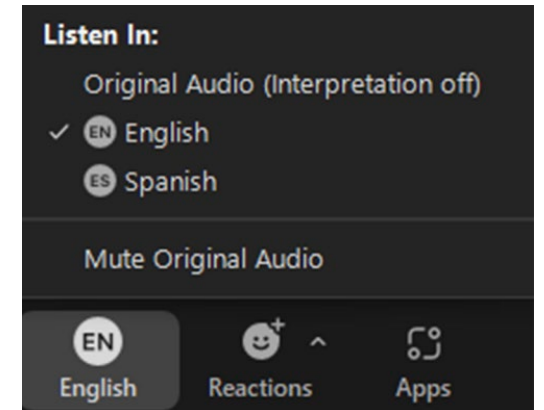 Listen In:
Original Audio (Interpretation off)
EN English
ES Spanish
Mute Original Audio
EN
English Reactions Apps